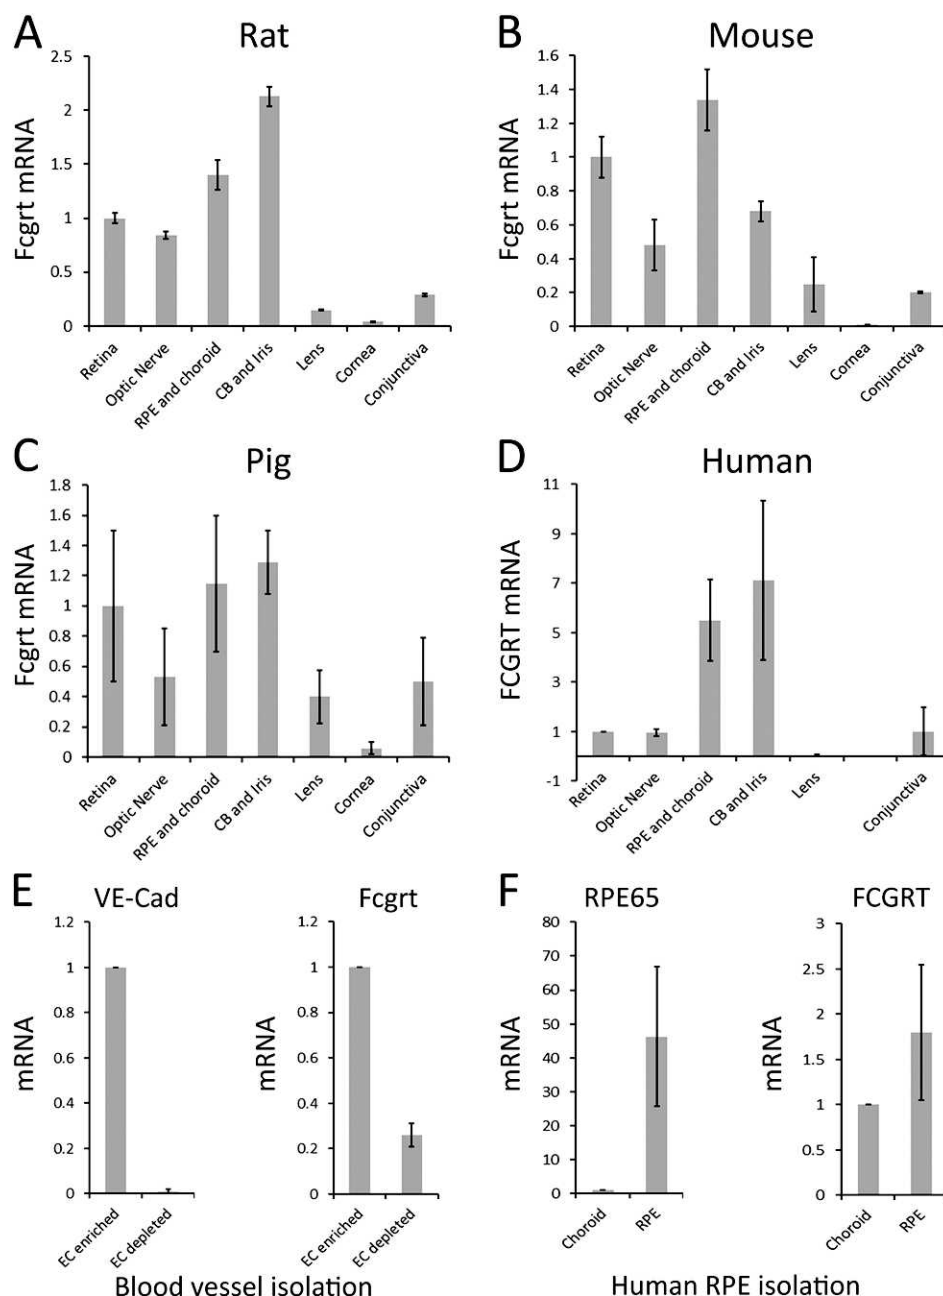 A Rat
Fcgrt mRNA
2.5
2
1.5
1
0.5
0
Retina
Optic Nerve
RPE and choroid
CB and Iris
Lens
Cornea
Conjunctiva
B Mouse
Fcgrt mRNA
1.6
1.4
1.2
1
0.8
0.6
0.4
0.2
0
Retina
Optic Nerve
RPE and choroid
CB and Iris
Lens
Cornea
Conjunctiva
C Pig
Fcgrt mRNA
1.8
1.6
1.4
1.2
1
0.8
0.6
0.4
0.2
0
Retina
Optic Nerve
RPE and choroid
CB and Iris
Lens
Cornea
Conjunctiva
D Human
FCGRT mRNA
11
9
7
5
3
1
-1
Retina
Optic Nerve
RPE and choroid
CB and Iris
Lens
Conjunctiva
E VE-Cad
mRNA
1.2
1
0.8
0.6
0.4
0.2
0
EC enriched
EC depleted
Fcgrt
mRNA
1.2
1
0.8
0.6
0.4
0.2
0
EC enriched
EC depleted
Blood vessel isolation
F RPE65
mRNA
80
70
60
50
40
30
20
10
0
Choroid
RPE
FCGRT
mRNA
3
2.5
2
1.5
1
0.5
0
Choroid
RPE
Human RPE isolation